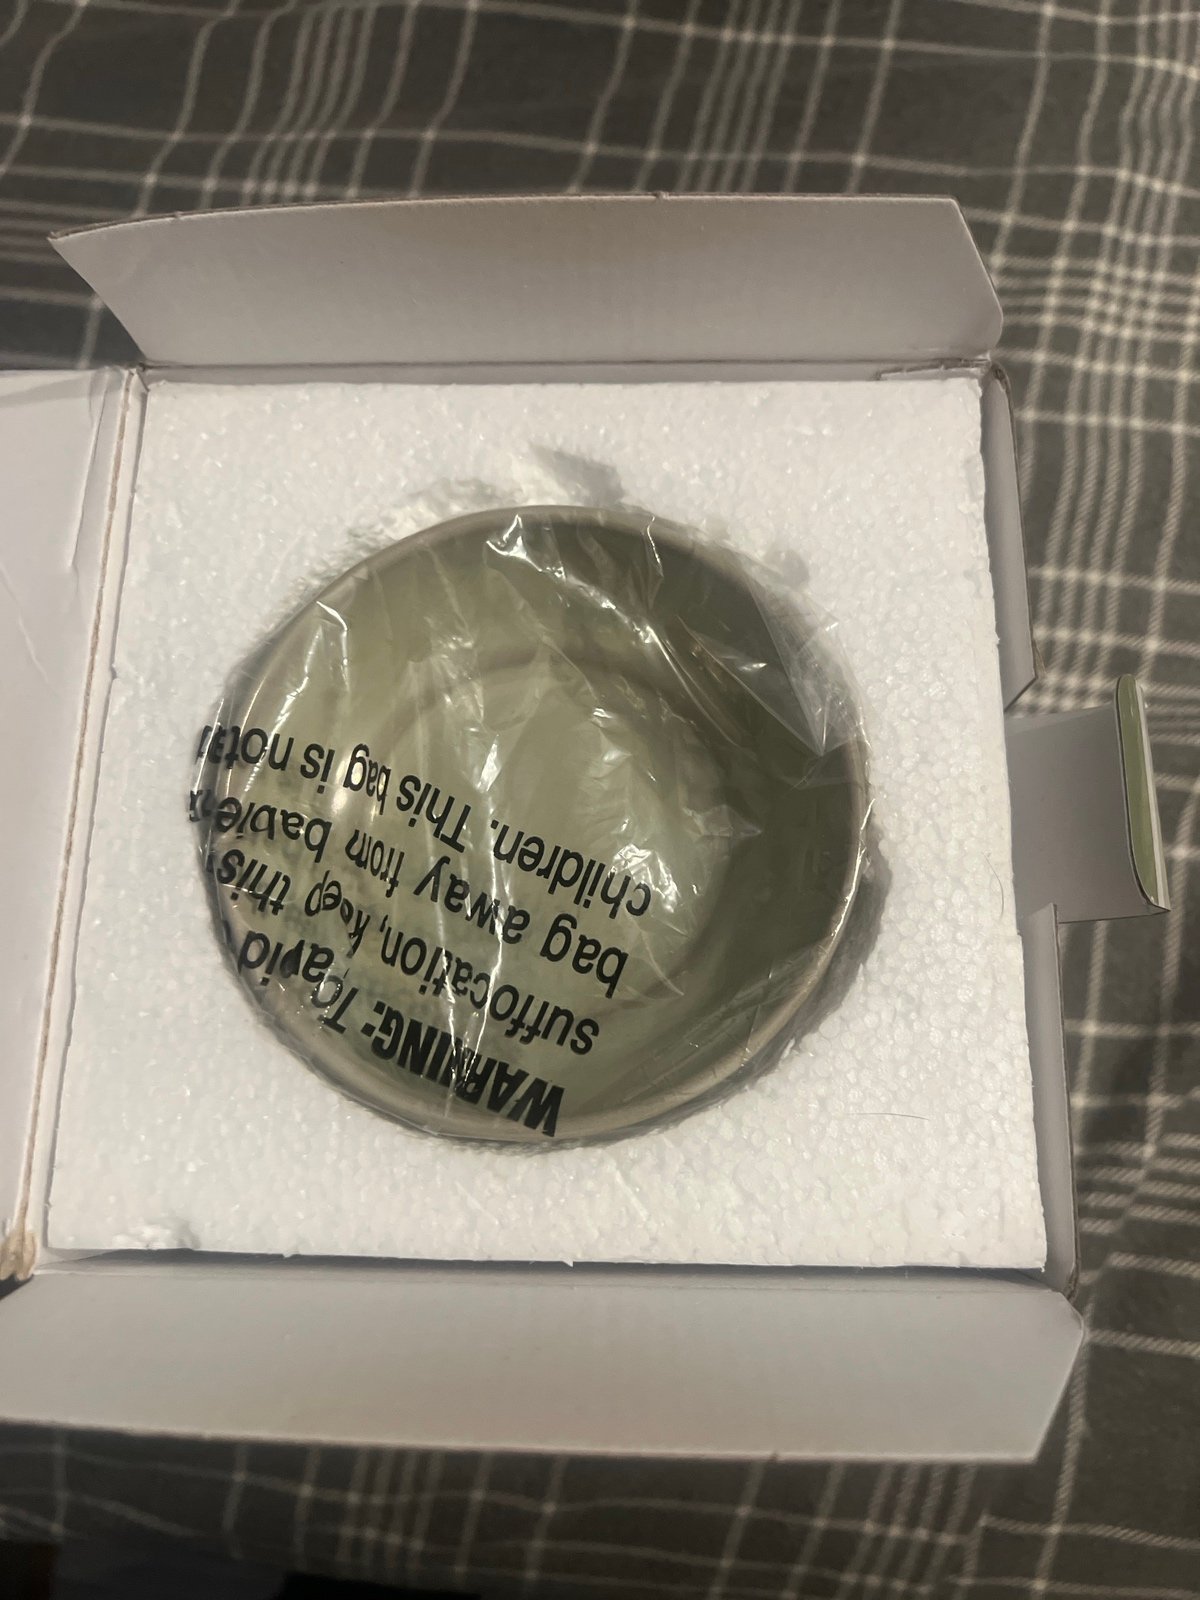 WARNING: To avoid
suffocation, keep this
bag away from babies
children. This bag is not a